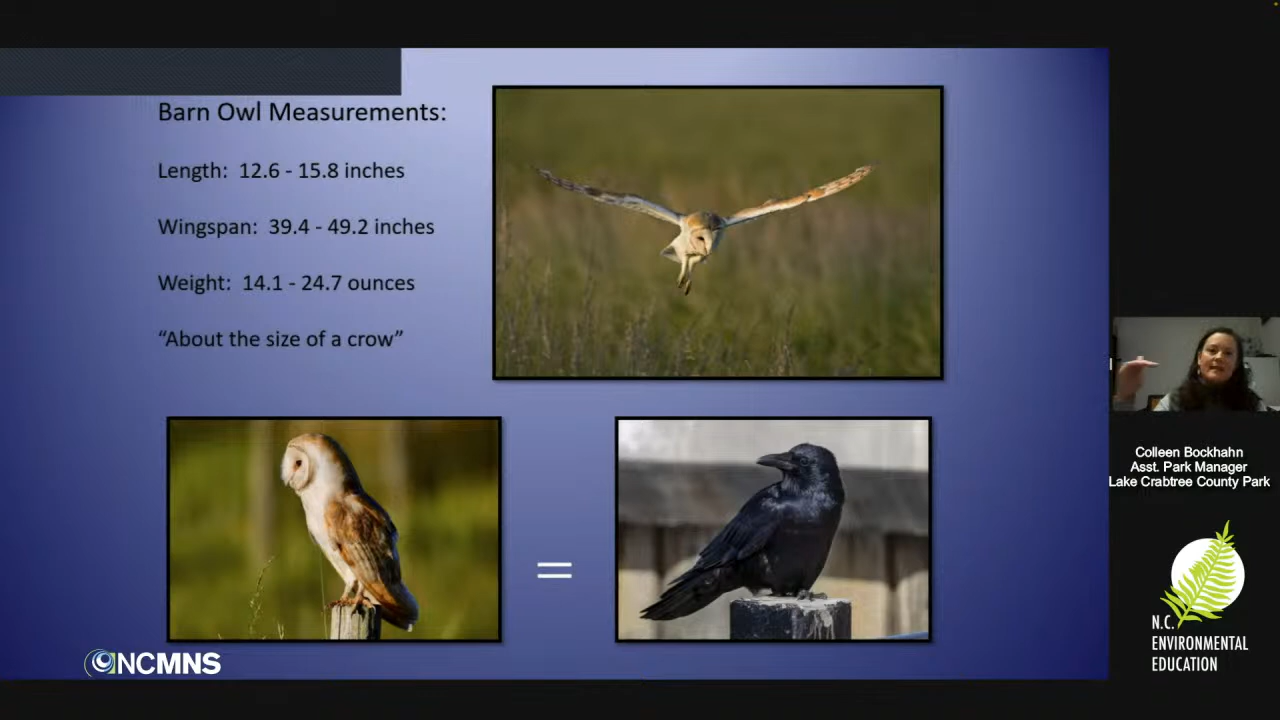 Barn Owl Measurements:
Length: 12.6 - 15.8 inches
Wingspan: 39.4 - 49.2 inches
Weight: 14.1 - 24.7 ounces
“About the size of a crow”
=
NCMNS
Colleen Bockhahn
Asst. Park Manager
Lake Crabtree County Park
N.C.
ENVIRONMENTAL
EDUCATION